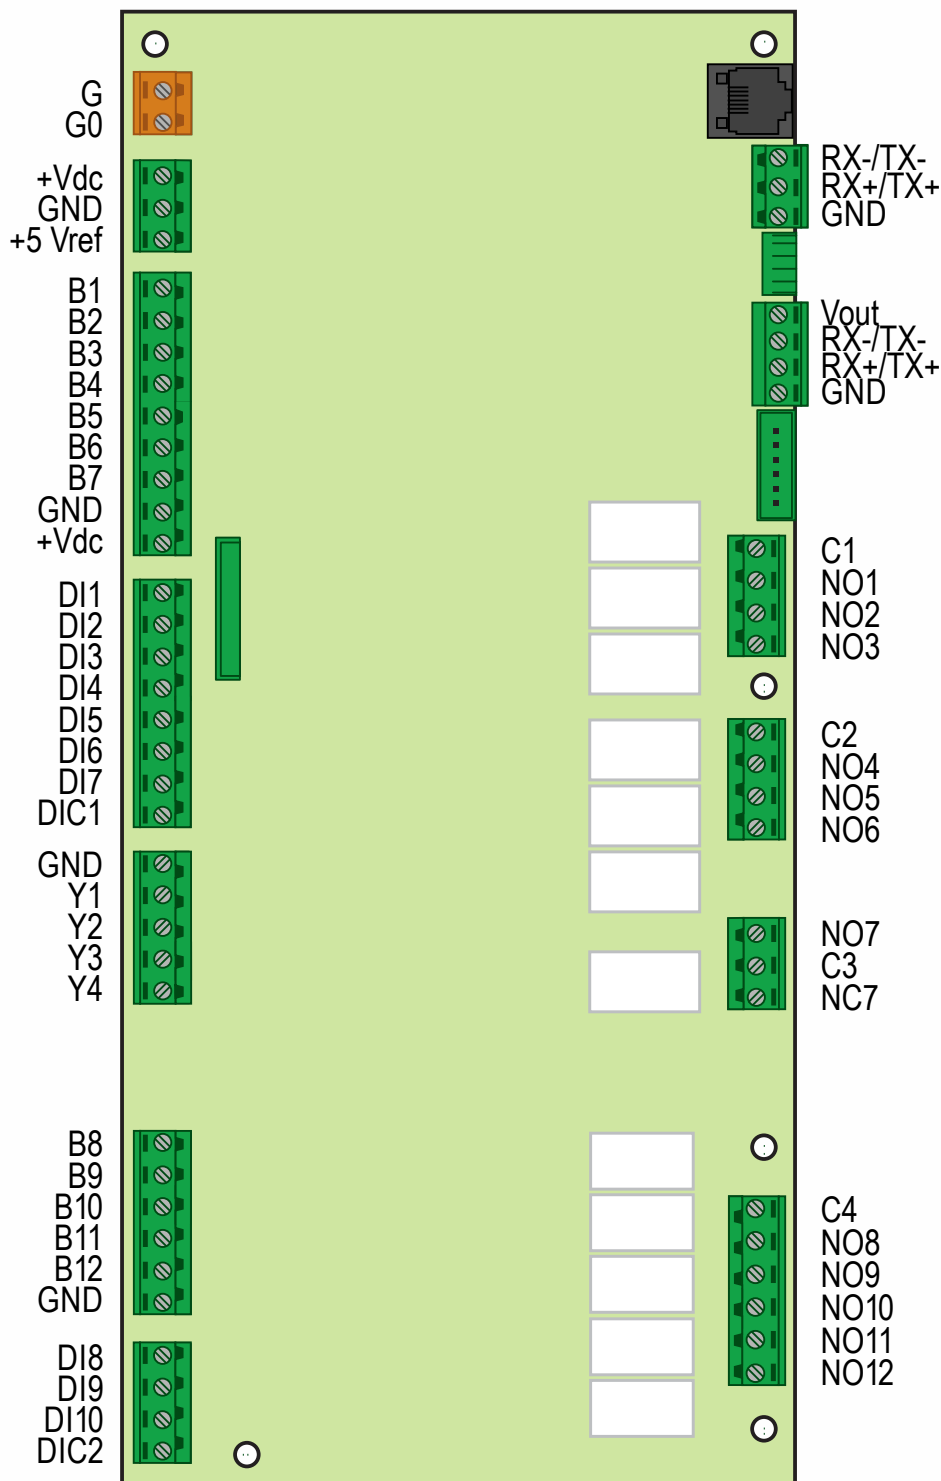 G
G0
+Vdc
GND
+5 Vref
B1
B2
B3
B4
B5
B6
B7
GND
+Vdc
DI1
DI2
DI3
DI4
DI5
DI6
DI7
DIC1
GND
Y1
Y2
Y3
Y4
B8
B9
B10
B11
B12
GND
DI8
DI9
DI10
DIC2
RX-/TX-
RX+/TX+
GND
Vout
RX-/TX-
RX+/TX+
GND
C1
NO1
NO2
NO3
C2
NO4
NO5
NO6
NO7
C3
NC7
C4
NO8
NO9
NO10
NO11
NO12